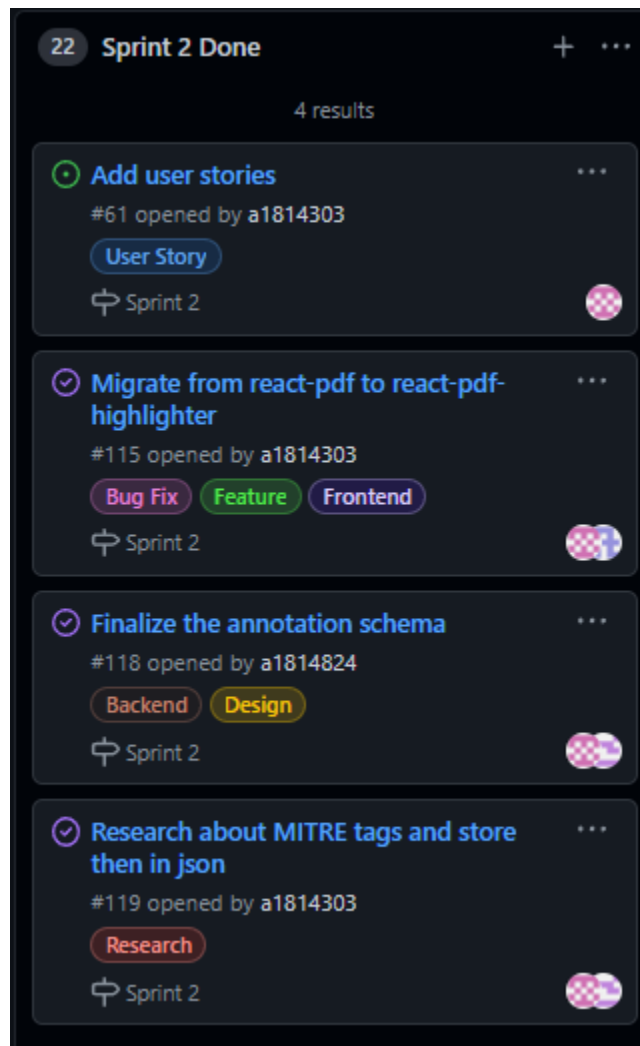 22 Sprint 2 Done
4 results
Add user stories
#61 opened by a1814303
User Story
Sprint 2
Migrate from react-pdf to react-pdf-
highlighter
#115 opened by a1814303
Bug Fix Feature Frontend
Sprint 2
Finalize the annotation schema
#118 opened by a1814824
Backend Design
Sprint 2
Research about MITRE tags and store
then in json
#119 opened by a1814303
Research
Sprint 2